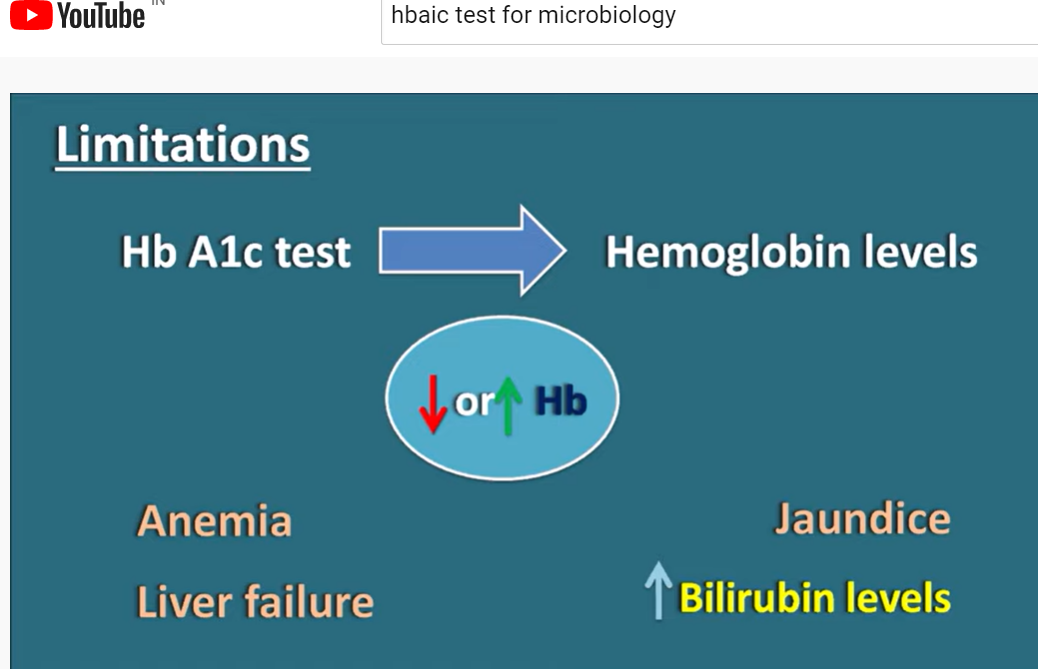 YouTube IN
hbaic test for microbiology
Limitations
Hb A1c test
Hemoglobin levels
or Hb
Anemia
Jaundice
Liver failure
Bilirubin levels